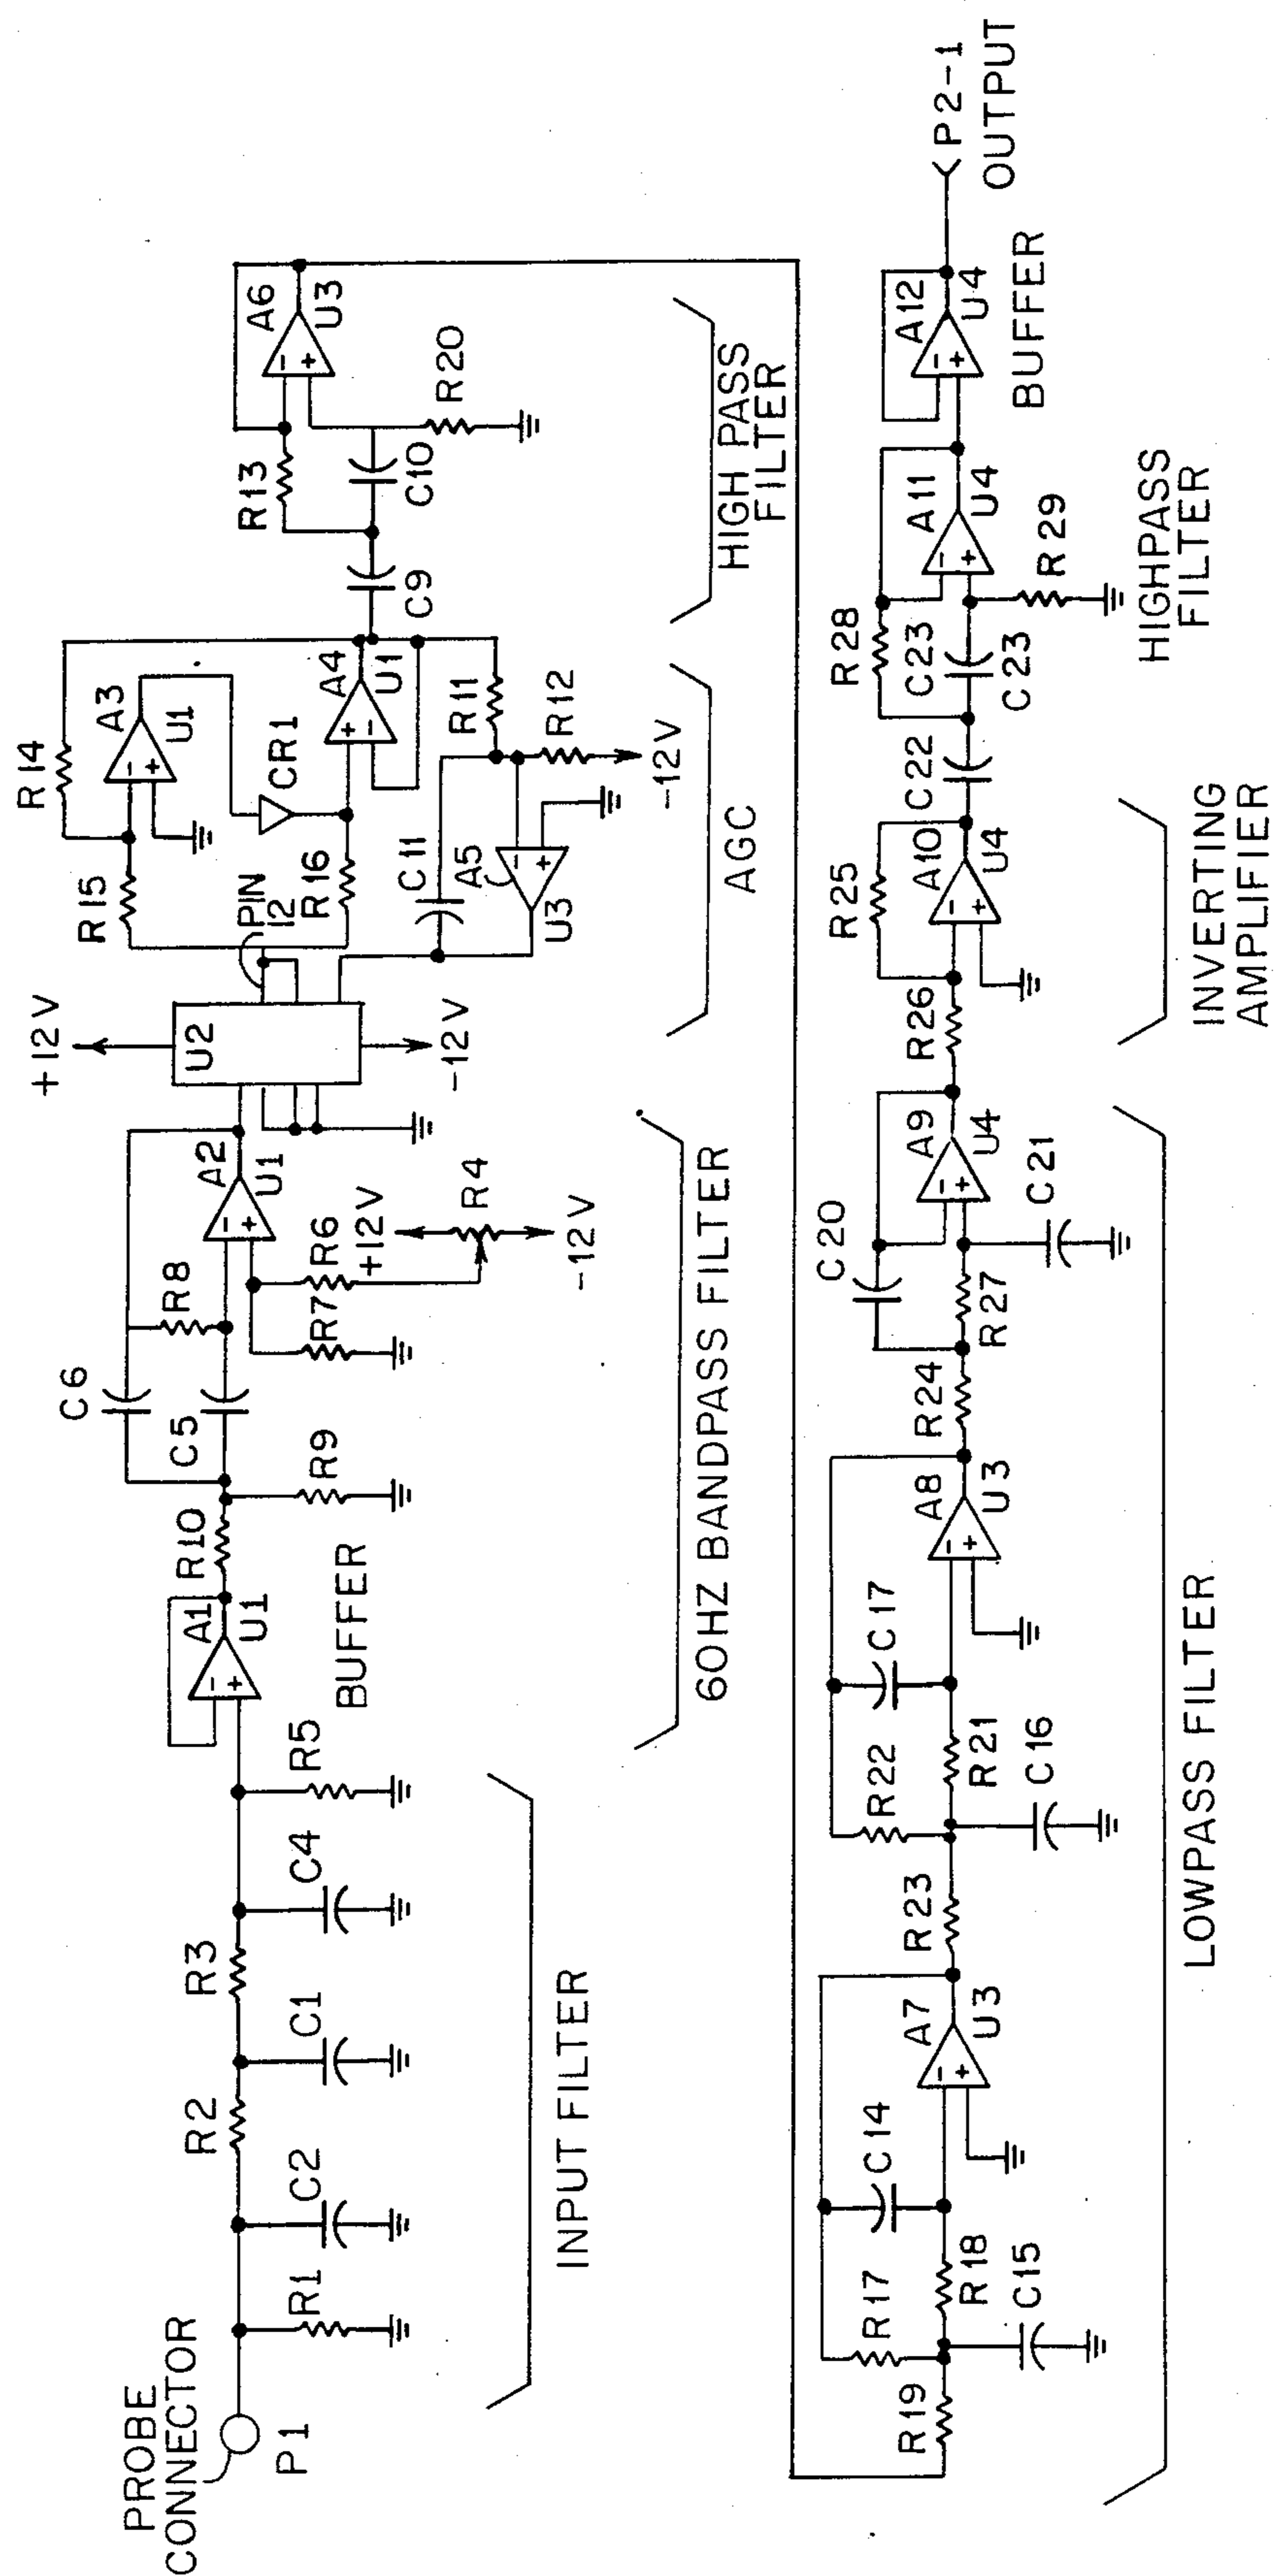 PROBE
CONNECTOR
P1
R1
C2
R2
C1
R3
C4
R5
INPUT FILTER
A1
U1
-
+
BUFFER
R10
R9
C6
C5
R8
R7
R6
+12V
R4
-12V
A2
U1
-
+
60HZ BANDPASS FILTER
+12V
U2
-12V
PIN
12
R15
R16
R14
A3
U1
-
+
CR1
A4
U1
+
-
C11
A5
U3
-
+
R11
R12
-12V
AGC
C9
R13
C10
A6
U3
-
+
R20
HIGH PASS
FILTER
R19
R17
R18
C15
C14
A7
U3
-
+
R23
R22
R21
C16
C17
A8
U3
-
+
R24
C20
R27
A9
U4
-
+
C21
LOWPASS FILTER
R26
R25
A10
U4
-
+
INVERTING
AMPLIFIER
C22
R28
C23
C23
A11
U4
-
+
R29
HIGHPASS
FILTER
A12
U4
-
+
BUFFER
P2-1
OUTPUT